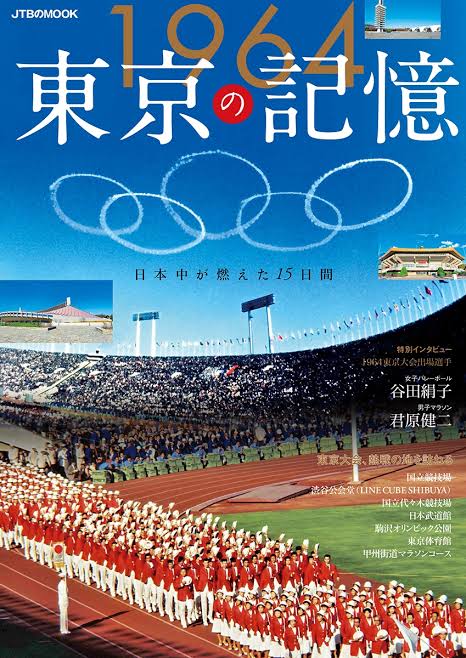 JTBのMOOK
1964
東京の記憶
日本中が燃えた15日間
特別インタビュー
1964東京大会出場選手
女子バレーボール
谷田絹子
男子マラソン
君原健二
東京大会、熱戦の地を訪ねる
国立競技場
渋谷公会堂（LINE CUBE SHIBUYA）
国立代々木競技場
日本武道館
駒沢オリンピック公園
東京体育館
甲州街道マラソンコース